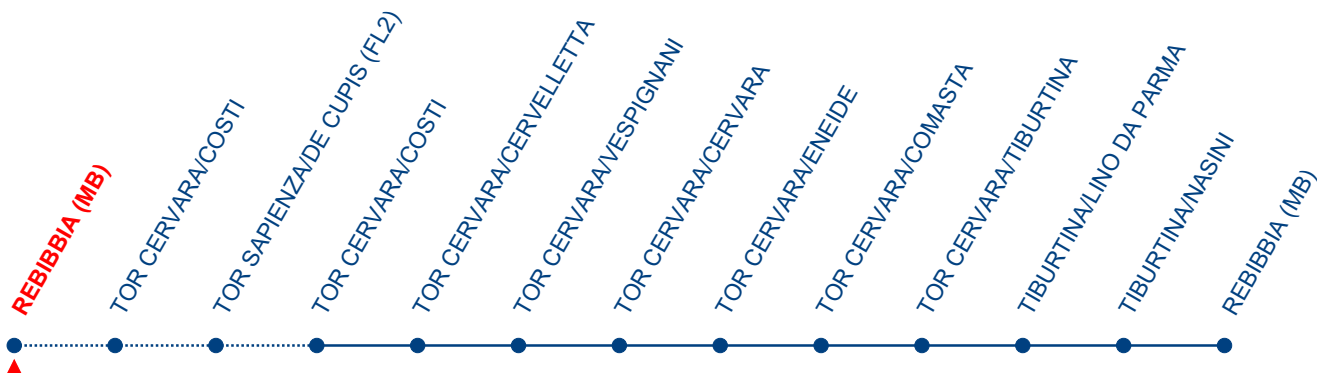 REBIBBIA (MB)
TOR CERVARA/COSTI
TOR SAPIENZA/DE CUPIS (FL2)
TOR CERVARA/COSTI
TOR CERVARA/CERVELLETTA
TOR CERVARA/VESPIGNANI
TOR CERVARA/CERVARA
TOR CERVARA/ENEIDE
TOR CERVARA/COMASTA
TOR CERVARA/TIBURTINA
TIBURTINA/LINO DA PARMA
TIBURTINA/NASINI
REBIBBIA (MB)